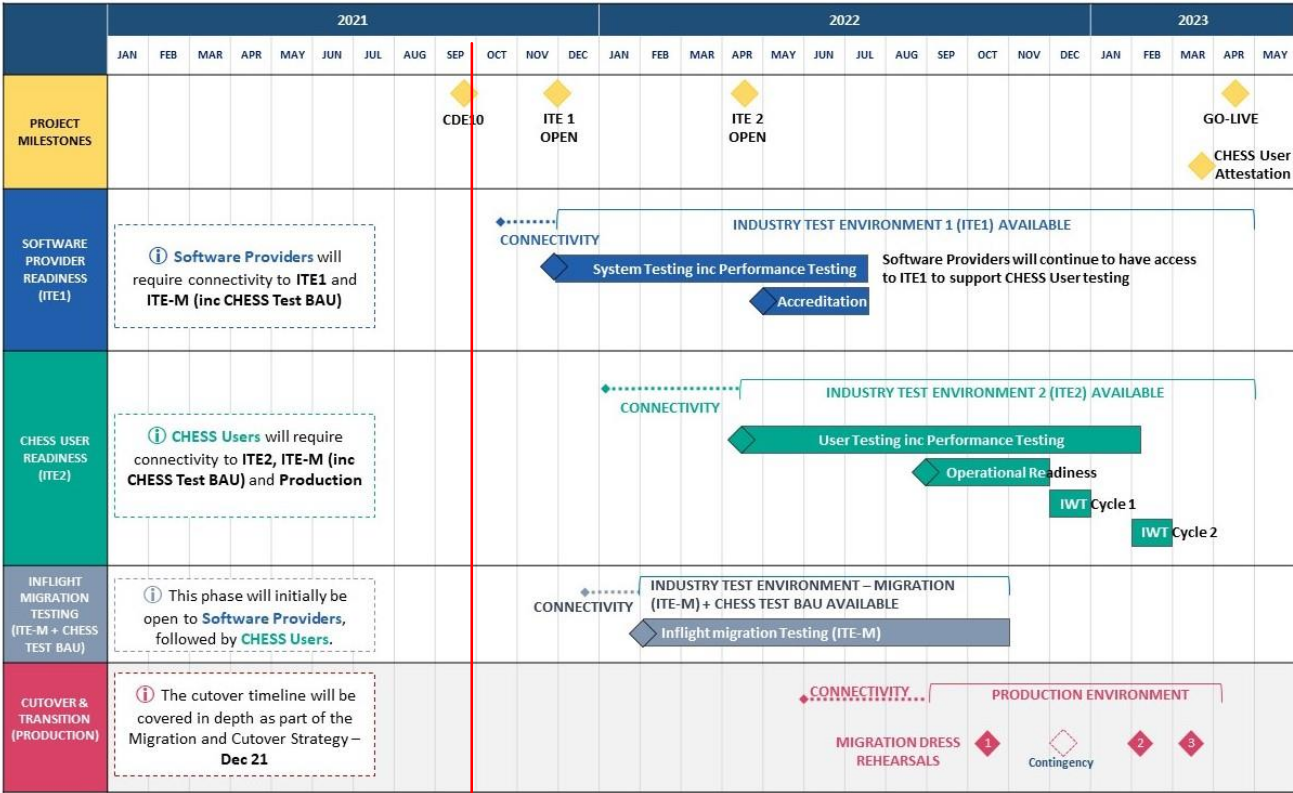 2021 2022 2023
JAN FEB MAR APR MAY JUN JUL AUG SEP OCT NOV DEC JAN FEB MAR APR MAY JUN JUL AUG SEP OCT NOV DEC JAN FEB MAR APR MAY
PROJECT
MILESTONES
CDE10
ITE 1
OPEN
ITE 2
OPEN
GO-LIVE
CHESS User
Attestation
SOFTWARE
PROVIDER
READINESS
(ITE1)
ⓘ Software Providers will
require connectivity to ITE1 and
ITE-M (inc CHESS Test BAU)
CONNECTIVITY
INDUSTRY TEST ENVIRONMENT 1 (ITE1) AVAILABLE
System Testing inc Performance Testing
Software Providers will continue to have access
to ITE1 to support CHESS User testing
Accreditation
CHESS USER
READINESS
(ITE2)
ⓘ CHESS Users will require
connectivity to ITE2, ITE-M (inc
CHESS Test BAU) and Production
CONNECTIVITY
INDUSTRY TEST ENVIRONMENT 2 (ITE2) AVAILABLE
User Testing inc Performance Testing
Operational Readiness
IWT Cycle 1
IWT Cycle 2
INFLIGHT
MIGRATION
TESTING
(ITE-M + CHESS
TEST BAU)
ⓘ This phase will initially be
open to Software Providers,
followed by CHESS Users.
CONNECTIVITY
INDUSTRY TEST ENVIRONMENT – MIGRATION
(ITE-M) + CHESS TEST BAU AVAILABLE
Inflight migration Testing (ITE-M)
CUTOVER &
TRANSITION
(PRODUCTION)
ⓘ The cutover timeline will be
covered in depth as part of the
Migration and Cutover Strategy –
Dec 21
CONNECTIVITY
PRODUCTION ENVIRONMENT
MIGRATION DRESS
REHEARSALS
1
Contingency
2
3